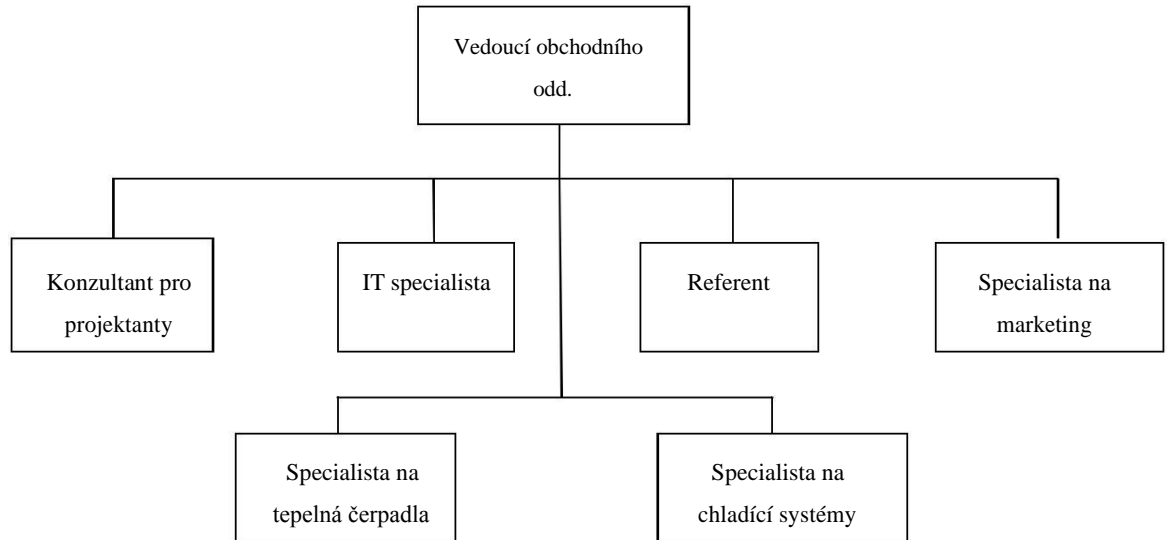 Vedoucí obchodního
odd.
Konzultant pro
projektanty
IT specialista
Referent
Specialista na
marketing
Specialista na
tepelná čerpadla
Specialista na
chladící systémy